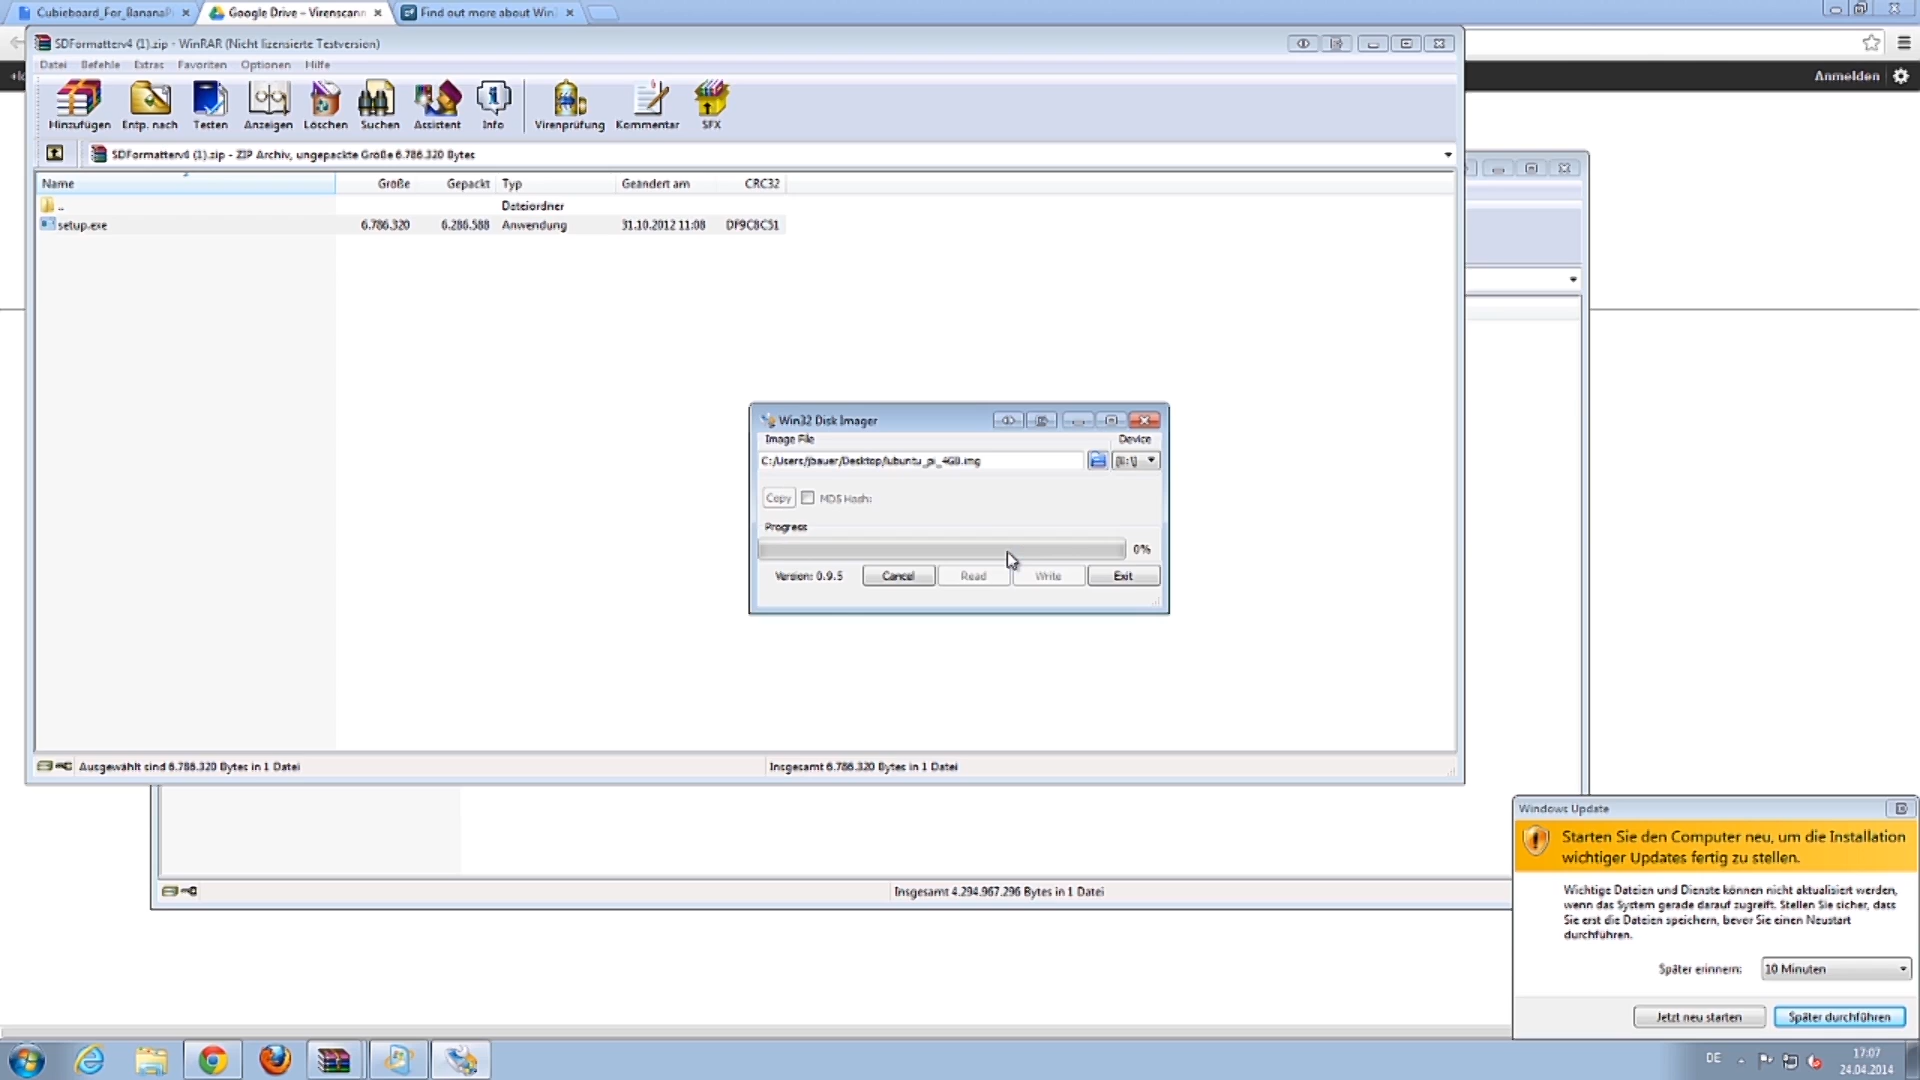 Cubieboard_For_BananaP
Google Drive – Virenscann
Find out more about Win
SDFormatterv4 (1).zip - WinRAR (Nicht lizensierte Testversion)
Datei Befehle Extras Favoriten Optionen Hilfe
Anmelden
Hinzufügen Entp. nach Testen Anzeigen Löschen Suchen Assistent Info Virenprüfung Kommentar SFX
SDFormatterv4 (1).zip - ZIP Archiv, ungepackte Größe 6.786.320 Bytes
Name Größe Gepackt Typ Geändert am CRC32
.. Dateiordner
setup.exe 6.786.320 6.286.588 Anwendung 31.10.2012 11:08 DF9C8C51
Win32 Disk Imager
Image File Device
C:/Users/jbauer/Desktop/ubuntu_pi_4GB.img
Copy MD5 Hash:
Progress
0%
Version: 0.9.5 Cancel Read Write Exit
Ausgewählt sind 6.786.320 Bytes in 1 Datei
Insgesamt 6.786.320 Bytes in 1 Datei
Insgesamt 4.294.967.296 Bytes in 1 Datei
Windows Update
Starten Sie den Computer neu, um die Installation
wichtiger Updates fertig zu stellen.
Wichtige Dateien und Dienste können nicht aktualisiert werden,
wenn das System gerade darauf zugreift. Stellen Sie sicher, dass
Sie erst die Dateien speichern, bevor Sie einen Neustart
durchführen.
Später erinnern: 10 Minuten
Jetzt neu starten Später durchführen
DE
17:07
24.04.2014